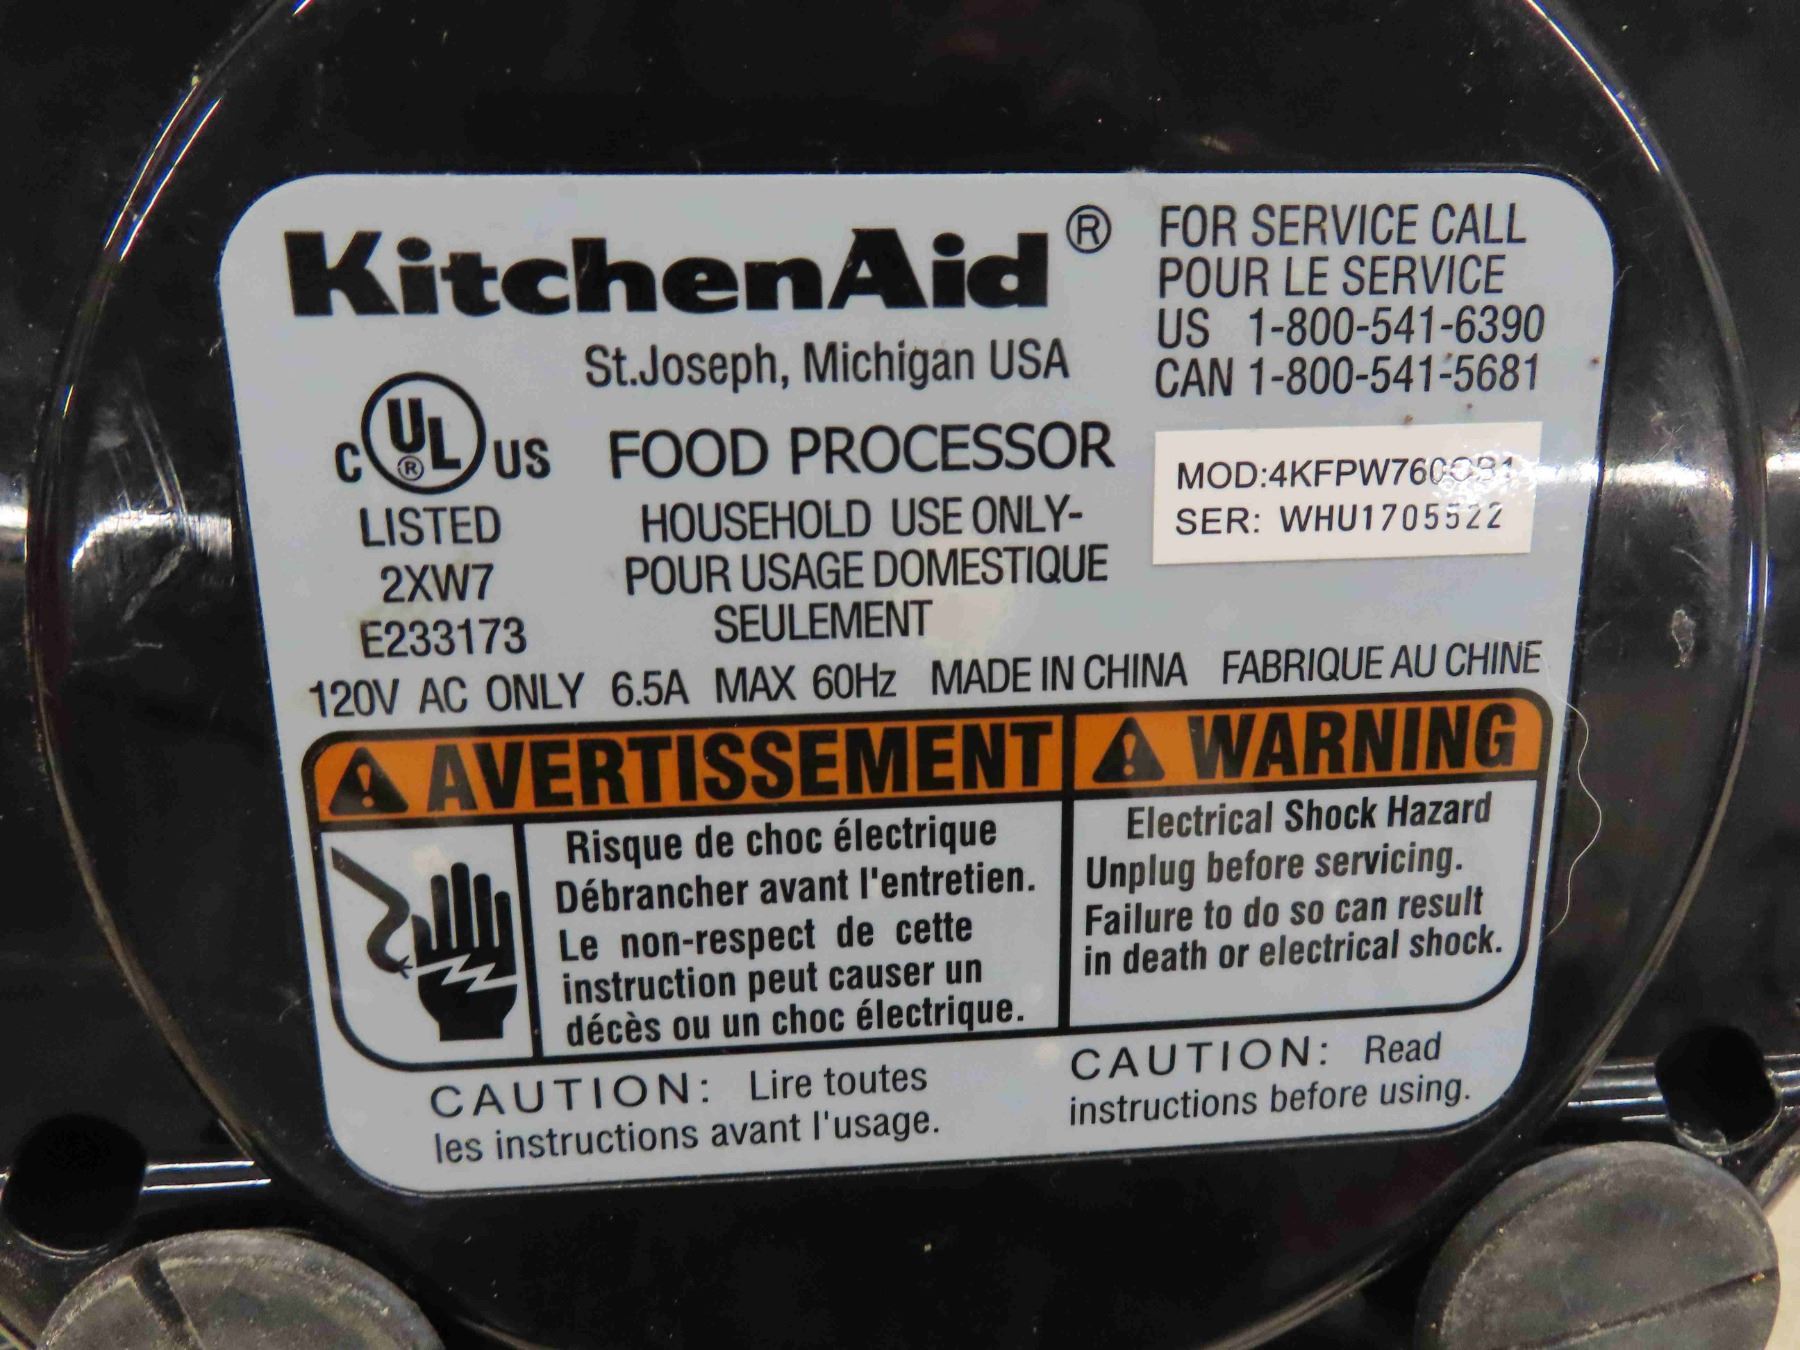 KitchenAid®
St.Joseph, Michigan USA
FOR SERVICE CALL
POUR LE SERVICE
US 1-800-541-6390
CAN 1-800-541-5681
C UL® US
LISTED
2XW7
E233173
FOOD PROCESSOR
HOUSEHOLD USE ONLY-
POUR USAGE DOMESTIQUE
SEULEMENT
MOD:4KFPW760OB1
SER: WHU1705522
120V AC ONLY 6.5A MAX 60Hz MADE IN CHINA FABRIQUE AU CHINE
AVERTISSEMENT
Risque de choc électrique
Débrancher avant l'entretien.
Le non-respect de cette
instruction peut causer un
décès ou un choc électrique.
WARNING
Electrical Shock Hazard
Unplug before servicing.
Failure to do so can result
in death or electrical shock.
CAUTION: Lire toutes
les instructions avant l'usage.
CAUTION: Read
instructions before using.